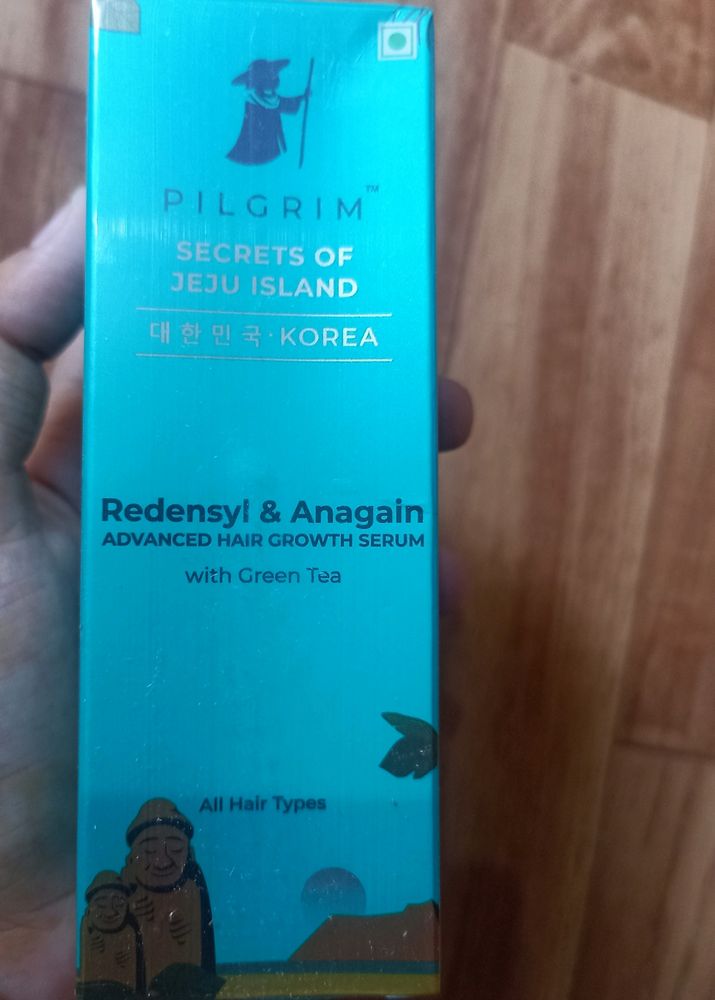 PILGRIM™
SECRETS OF
JEJU ISLAND
대한민국·KOREA
Redensyl & Anagain
ADVANCED HAIR GROWTH SERUM
with Green Tea
All Hair Types